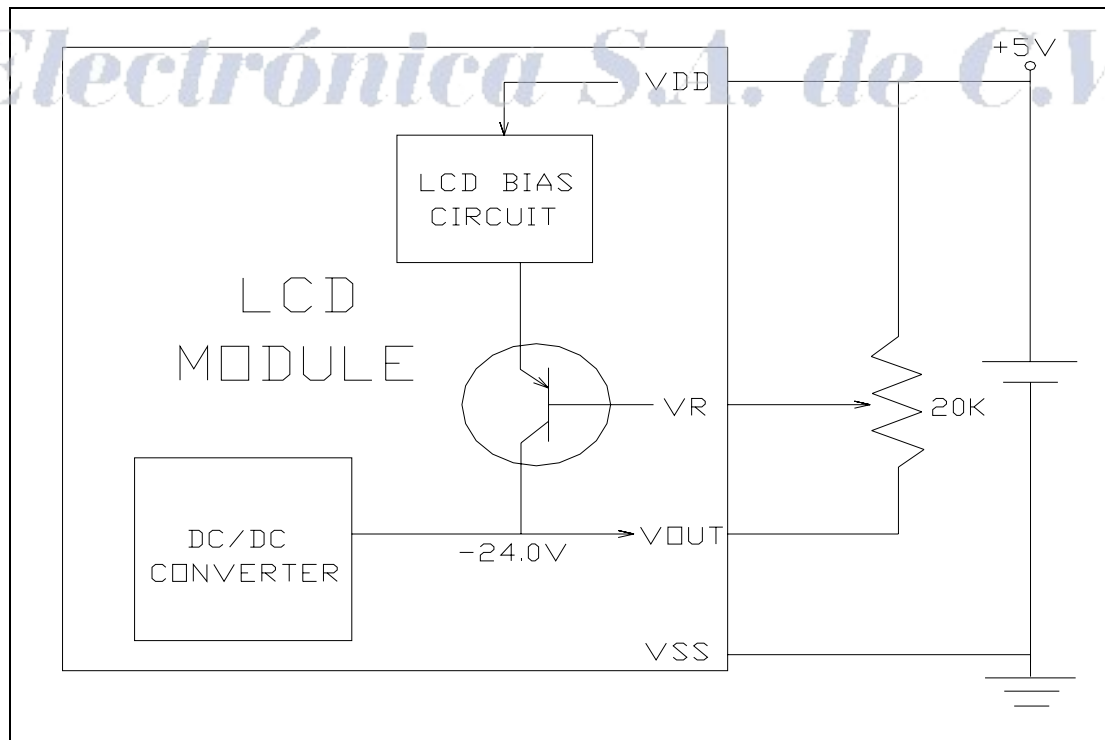 Electrónica S.A. de C.V
+5V
VDD
LCD BIAS
CIRCUIT
LCD
MODULE
VR
20K
DC/DC
CONVERTER
-24.0V
VOUT
VSS